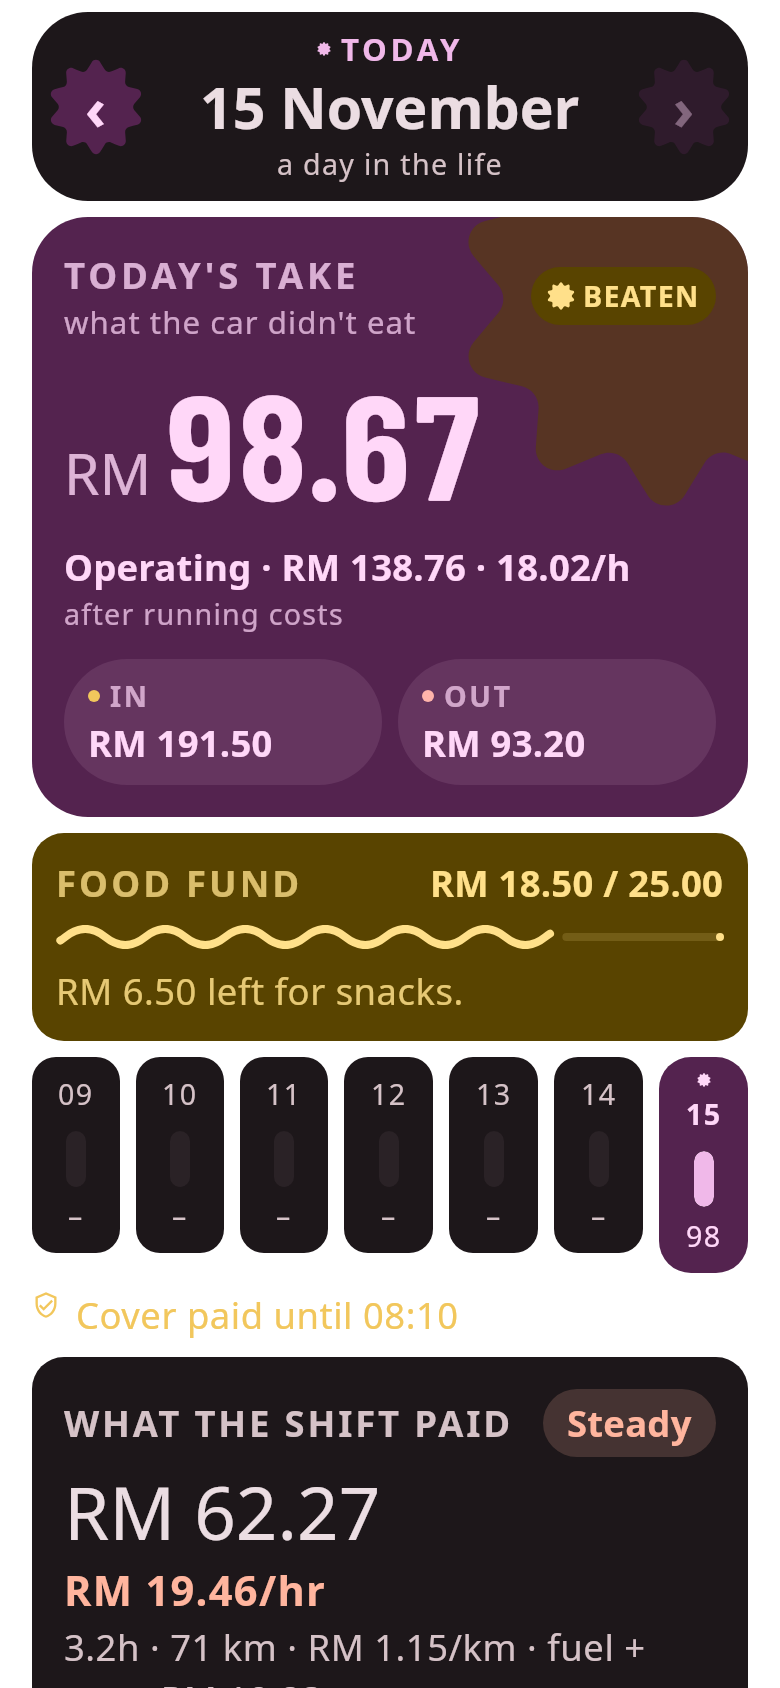 TODAY
15 November
a day in the life
‹
›
TODAY'S TAKE
what the car didn't eat
BEATEN
RM 98.67
Operating · RM 138.76 · 18.02/h
after running costs
IN
RM 191.50
OUT
RM 93.20
FOOD FUND
RM 18.50 / 25.00
RM 6.50 left for snacks.
09 10 11 12 13 14 15
– – – – – – 98
Cover paid until 08:10
WHAT THE SHIFT PAID
Steady
RM 62.27
RM 19.46/hr
3.2h · 71 km · RM 1.15/km · fuel +